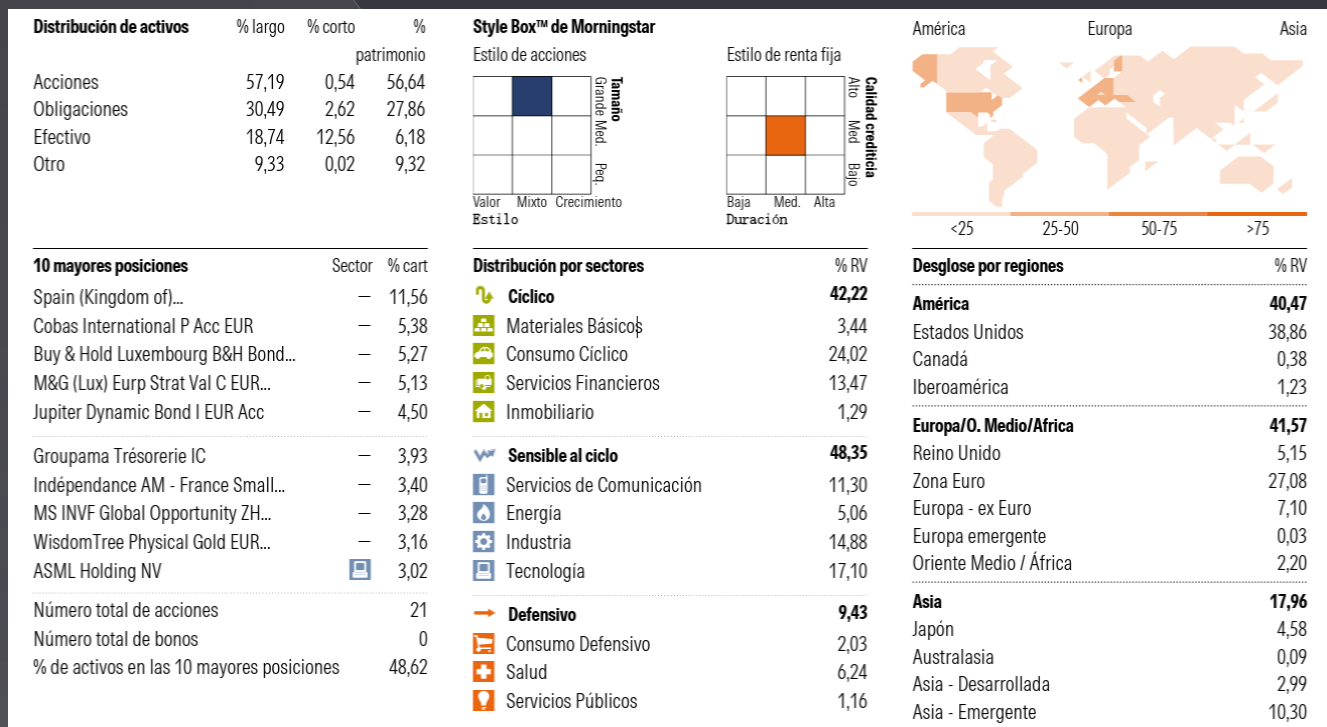 Distribución de activos % largo % corto %
patrimonio
Acciones 57,19 0,54 56,64
Obligaciones 30,49 2,62 27,86
Efectivo 18,74 12,56 6,18
Otro 9,33 0,02 9,32
Style Box™ de Morningstar
Estilo de acciones
Tamaño
Grande Med. Peq.
Valor Mixto Crecimiento
Estilo
Estilo de renta fija
Calidad crediticia
Alto Med Bajo
Baja Med. Alta
Duración
América Europa Asia
<25 25-50 50-75 >75
10 mayores posiciones Sector % cart
Spain (Kingdom of)... — 11,56
Cobas International P Acc EUR — 5,38
Buy & Hold Luxembourg B&H Bond... — 5,27
M&G (Lux) Eurp Strat Val C EUR... — 5,13
Jupiter Dynamic Bond I EUR Acc — 4,50
Groupama Trésorerie IC — 3,93
Indépendance AM - France Small... — 3,40
MS INVF Global Opportunity ZH... — 3,28
WisdomTree Physical Gold EUR... — 3,16
ASML Holding NV 3,02
Número total de acciones 21
Número total de bonos 0
% de activos en las 10 mayores posiciones 48,62
Distribución por sectores % RV
Cíclico 42,22
Materiales Básicos 3,44
Consumo Cíclico 24,02
Servicios Financieros 13,47
Inmobiliario 1,29
Sensible al ciclo 48,35
Servicios de Comunicación 11,30
Energía 5,06
Industria 14,88
Tecnología 17,10
Defensivo 9,43
Consumo Defensivo 2,03
Salud 6,24
Servicios Públicos 1,16
Desglose por regiones % RV
América 40,47
Estados Unidos 38,86
Canadá 0,38
Iberoamérica 1,23
Europa/O. Medio/Africa 41,57
Reino Unido 5,15
Zona Euro 27,08
Europa - ex Euro 7,10
Europa emergente 0,03
Oriente Medio / África 2,20
Asia 17,96
Japón 4,58
Australasia 0,09
Asia - Desarrollada 2,99
Asia - Emergente 10,30